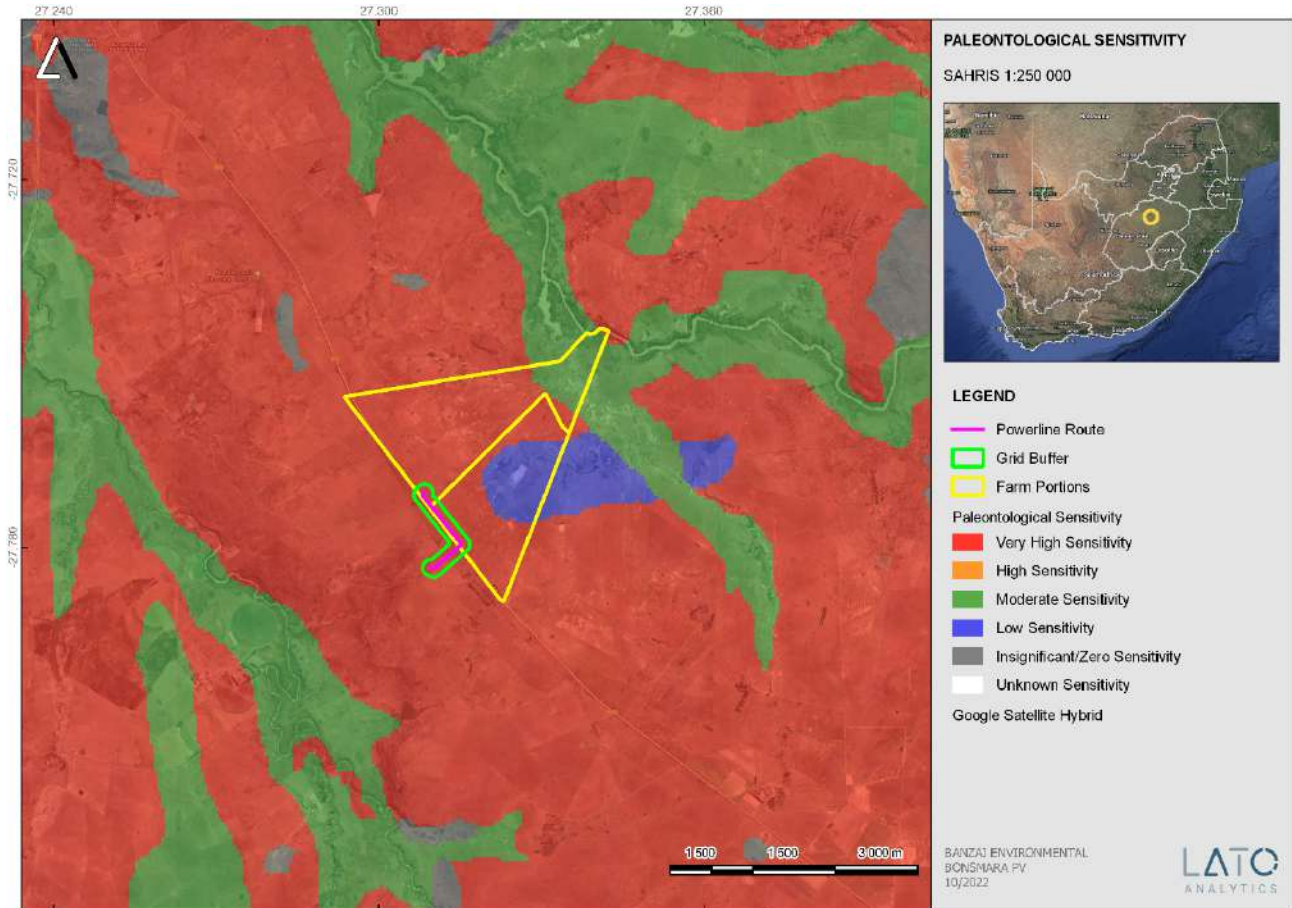 27.240
27.300
27.360
-27.720
-27.780
1 500
1 500
3 000 m
PALEONTOLOGICAL SENSITIVITY
SAHRIS 1:250 000
LEGEND
Powerline Route
Grid Buffer
Farm Portions
Paleontological Sensitivity
Very High Sensitivity
High Sensitivity
Moderate Sensitivity
Low Sensitivity
Insignificant/Zero Sensitivity
Unknown Sensitivity
Google Satellite Hybrid
BANZAI ENVIRONMENTAL
BONSMARA PV
10/2022
LATO
ANALYTICS